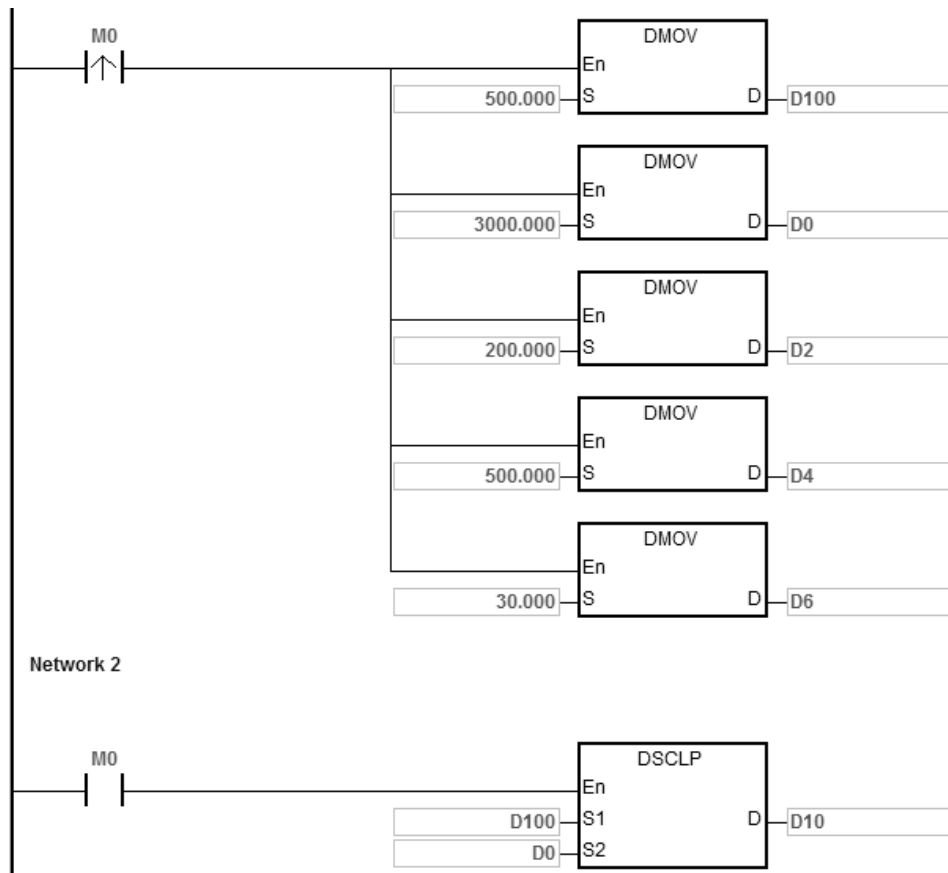 M0
DMOV
En
500.000 S D D100
DMOV
En
3000.000 S D D0
DMOV
En
200.000 S D D2
DMOV
En
500.000 S D D4
DMOV
En
30.000 S D D6
Network 2
M0
DSCLP
En
D100 S1 D D10
D0 S2